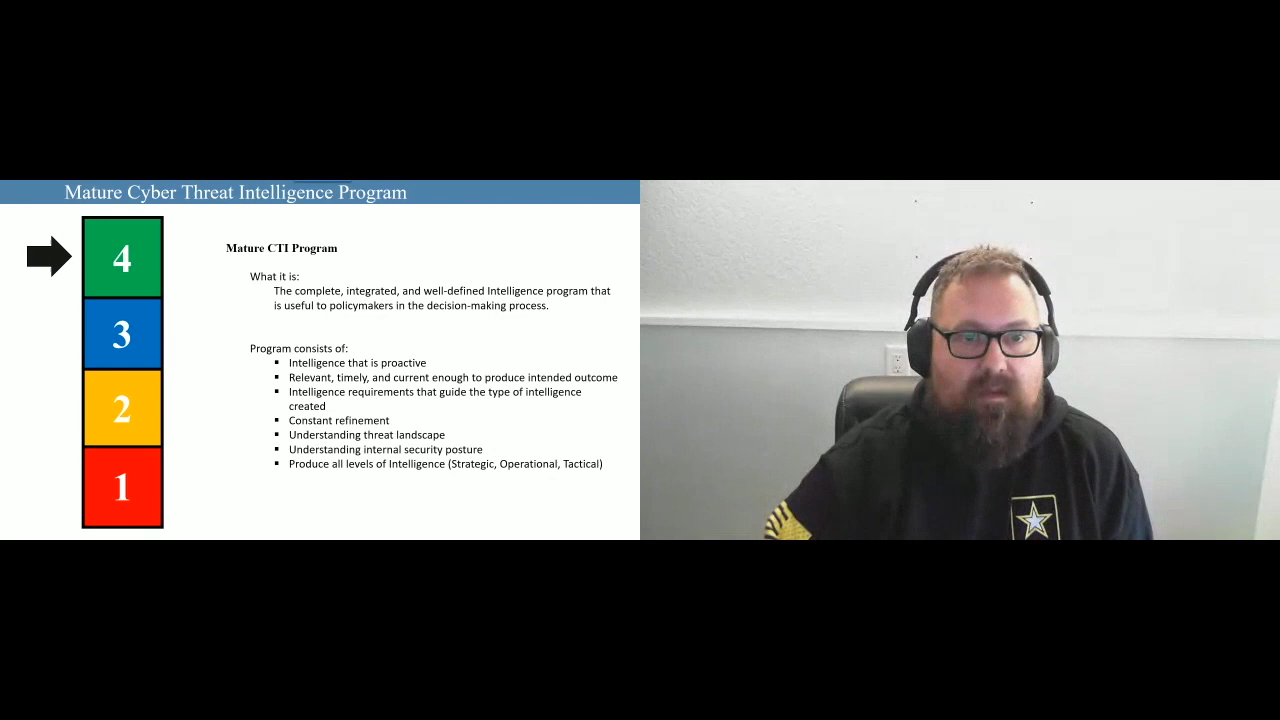 Mature Cyber Threat Intelligence Program
4
3
2
1
Mature CTI Program
What it is:
The complete, integrated, and well-defined Intelligence program that
is useful to policymakers in the decision-making process.
Program consists of:
▪ Intelligence that is proactive
▪ Relevant, timely, and current enough to produce intended outcome
▪ Intelligence requirements that guide the type of intelligence
created
▪ Constant refinement
▪ Understanding threat landscape
▪ Understanding internal security posture
▪ Produce all levels of Intelligence (Strategic, Operational, Tactical)